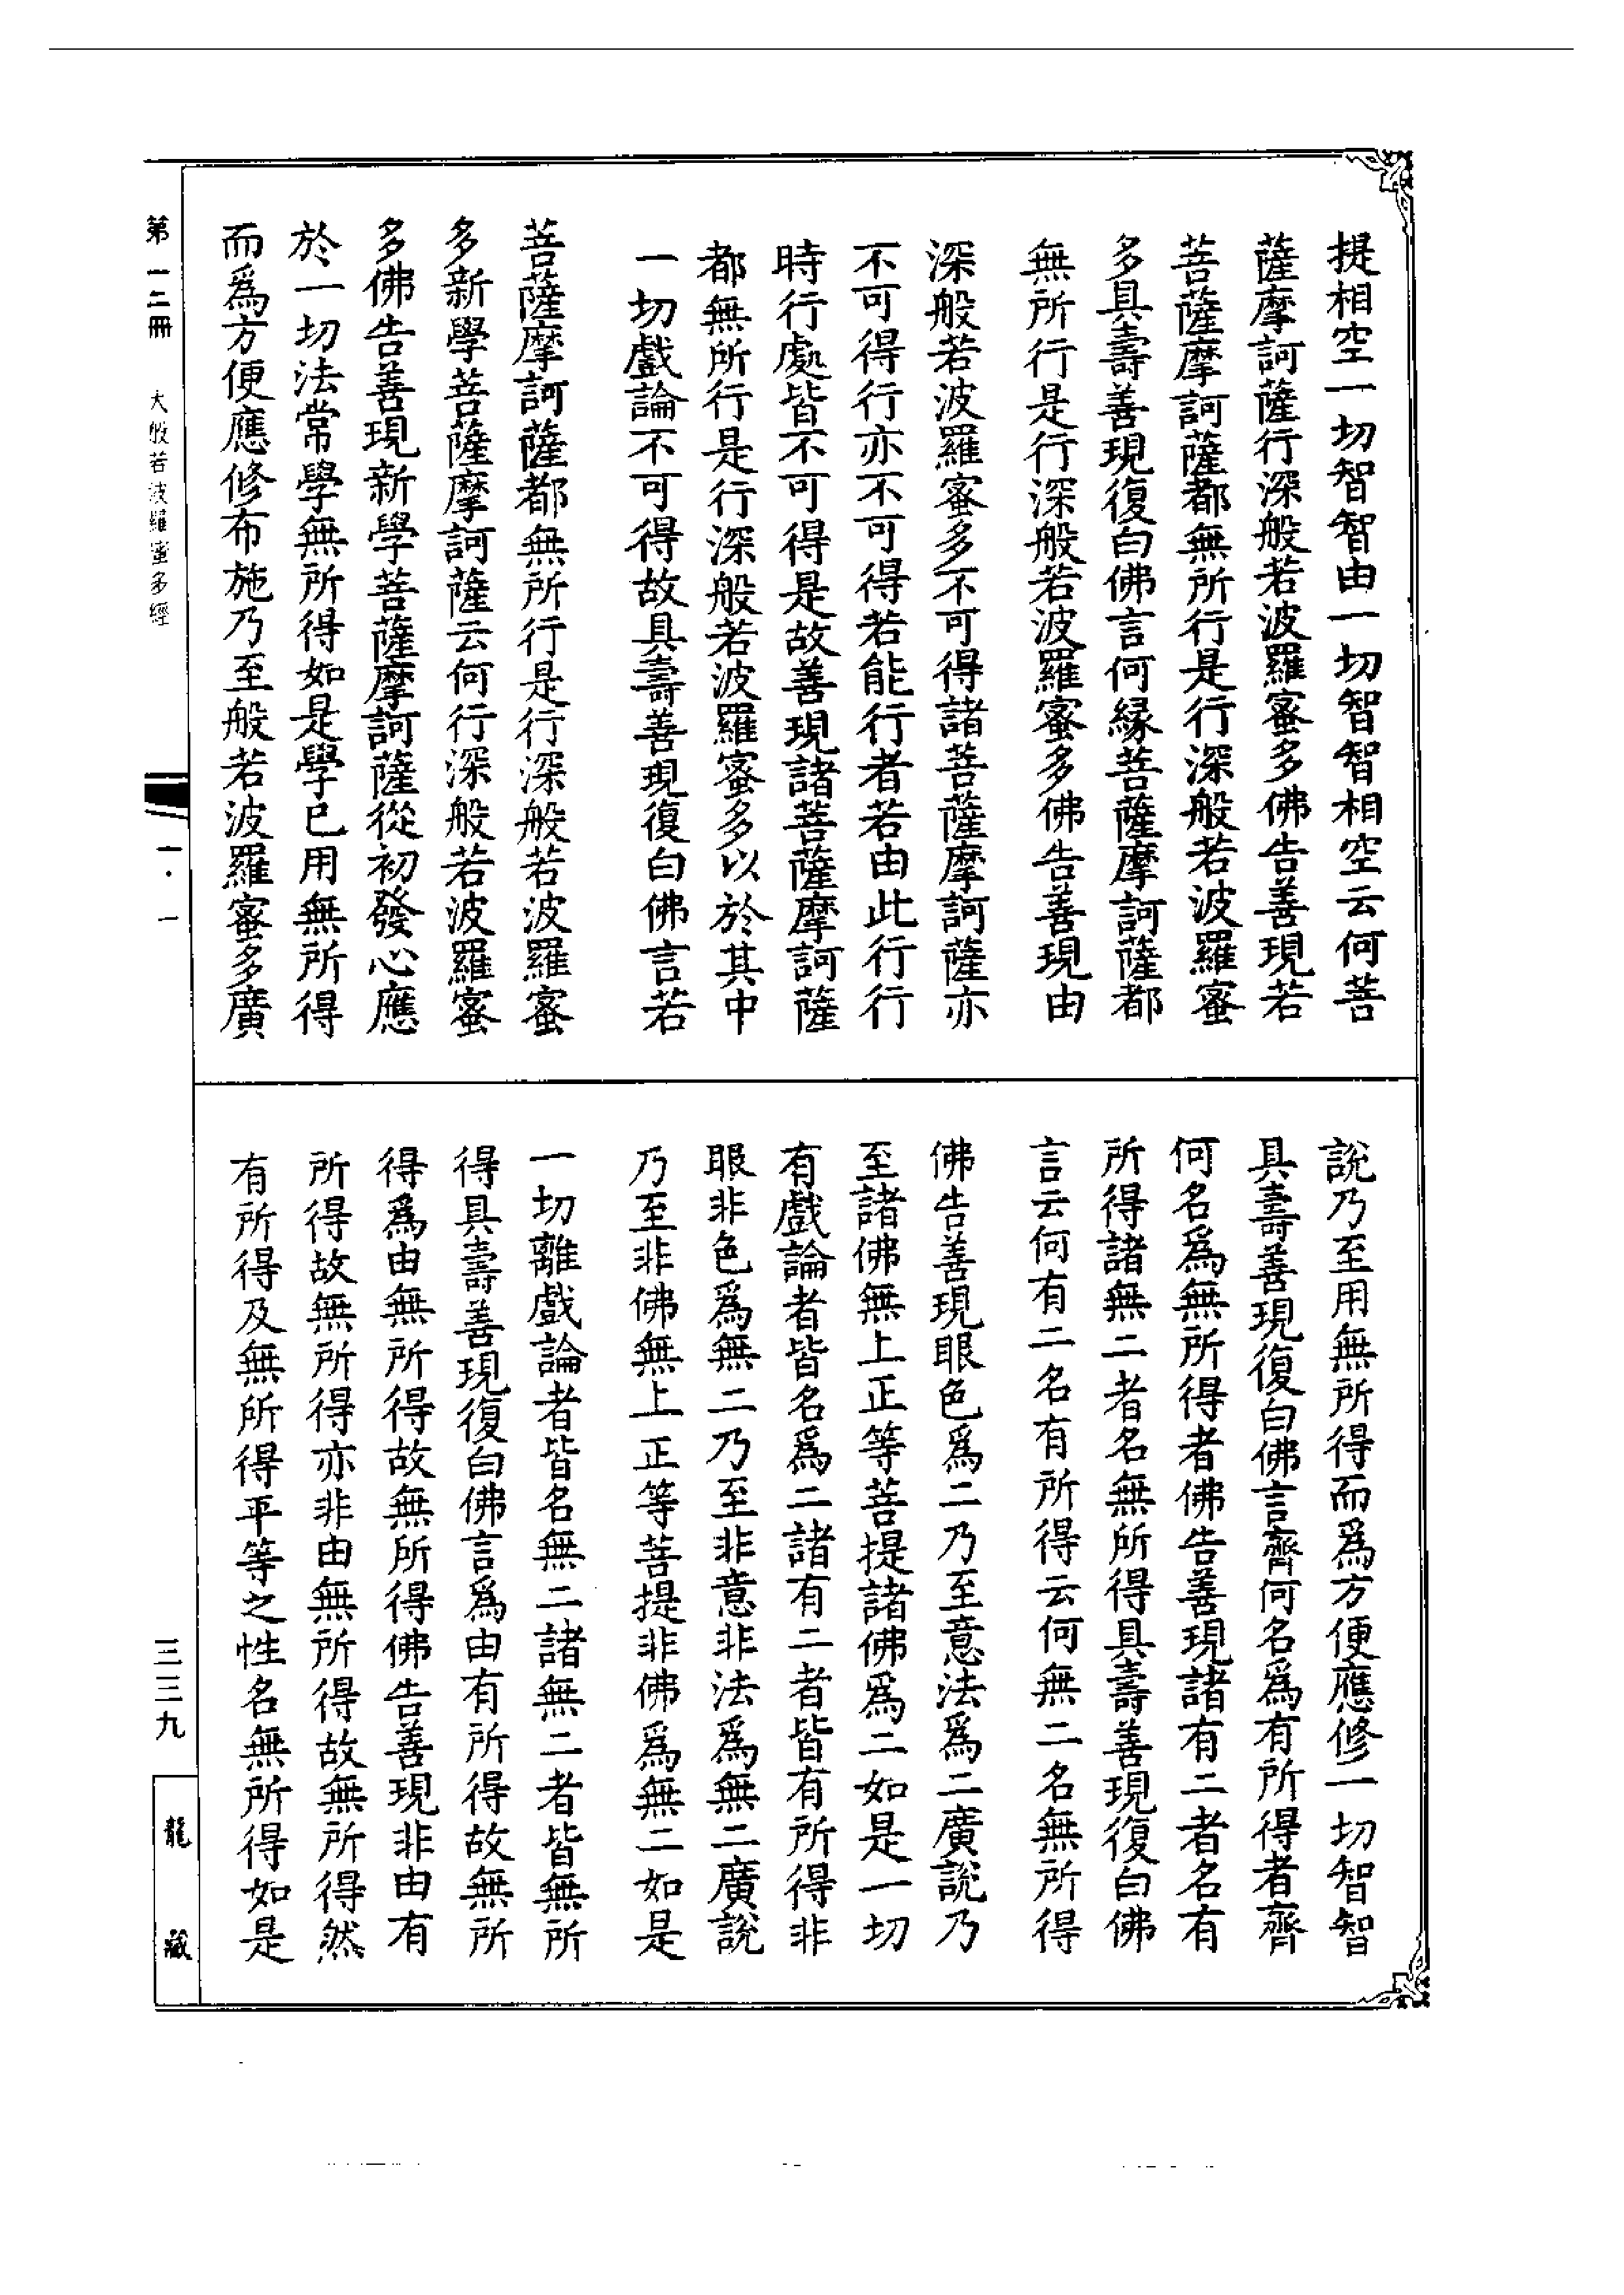 提相空一切智智由一切智智相空云何菩
薩摩訶薩行深般若波羅蜜多佛告善現若
菩薩摩訶薩都無所行是行深般若波羅蜜
多具壽善現復白佛言何緣菩薩摩訶薩都
無所行是行深般若波羅蜜多佛告善現由
深般若波羅蜜多不可得諸菩薩摩訶薩亦
不可得行亦不可得若能行者若由此行行
時行處皆不可得是故善現諸菩薩摩訶薩
都無所行是行深般若波羅蜜多以於其中
一切戲論不可得故具壽善現復白佛言若
菩薩摩訶薩都無所行是行深般若波羅蜜
多新學菩薩摩訶薩云何行深般若波羅蜜
多佛告善現新學菩薩摩訶薩從初發心應
於一切法常學無所得如是學已用無所得
而爲方便應修布施乃至般若波羅蜜多廣
說乃至用無所得而爲方便應修一切智智
具壽善現復白佛言齊何名爲有所得者齊
何名爲無所得者佛告善現諸有二者名有
所得諸無二者名無所得具壽善現復白佛
言云何有二名有所得云何無二名無所得
佛告善現眼色爲二乃至意法爲二廣說乃
至諸佛無上正等菩提諸佛爲二如是一切
有戲論者皆名爲二諸有二者皆有所得非
眼非色爲無二乃至非意非法爲無二廣說
乃至非佛無上正等菩提非佛爲無二如是
一切離戲論者皆名無二諸無二者皆無所
得具壽善現復白佛言爲由有所得故無所
得爲由無所得故無所得佛告善現非由有
所得故無所得亦非由無所得故無所得然
有所得及無所得平等之性名無所得如是
第一二冊 大般若波羅蜜多經 一·一 三三九 龍藏